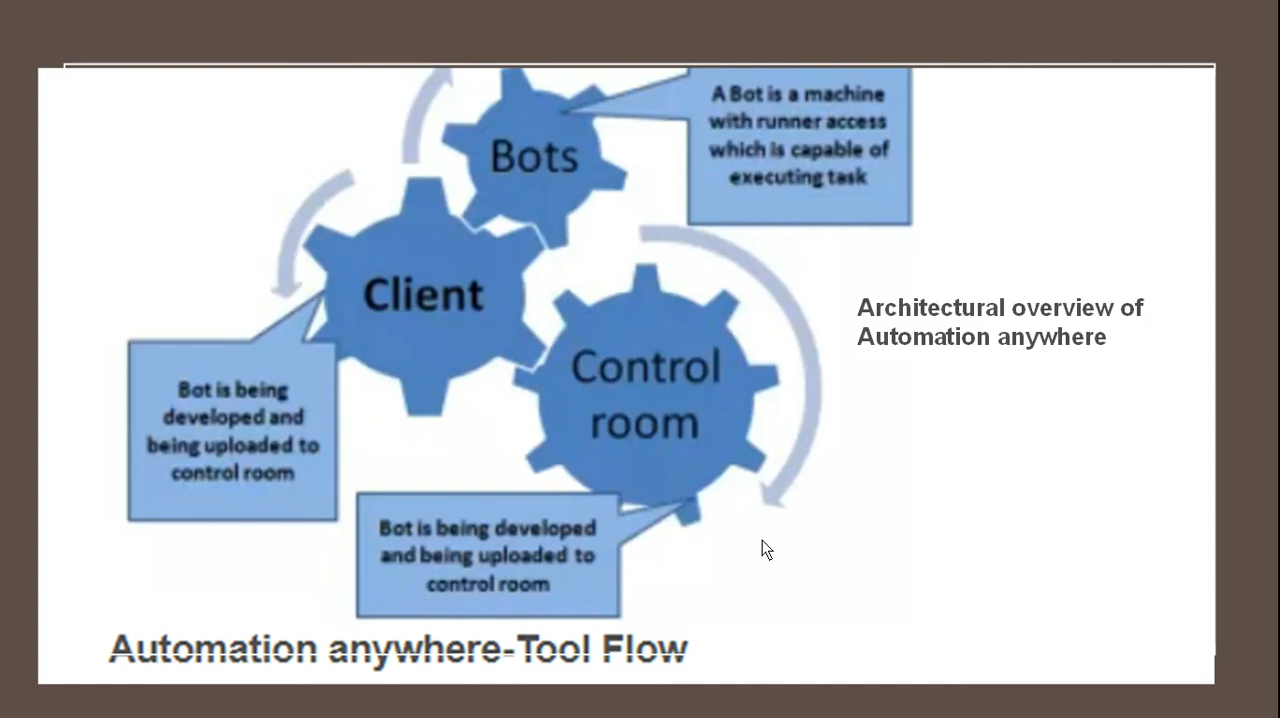 Bots
A Bot is a machine
with runner access
which is capable of
executing task
Client
Control
room
Architectural overview of
Automation anywhere
Bot is being
developed and
being uploaded to
control room
Bot is being developed
and being uploaded to
control room
Automation anywhere-Tool Flow